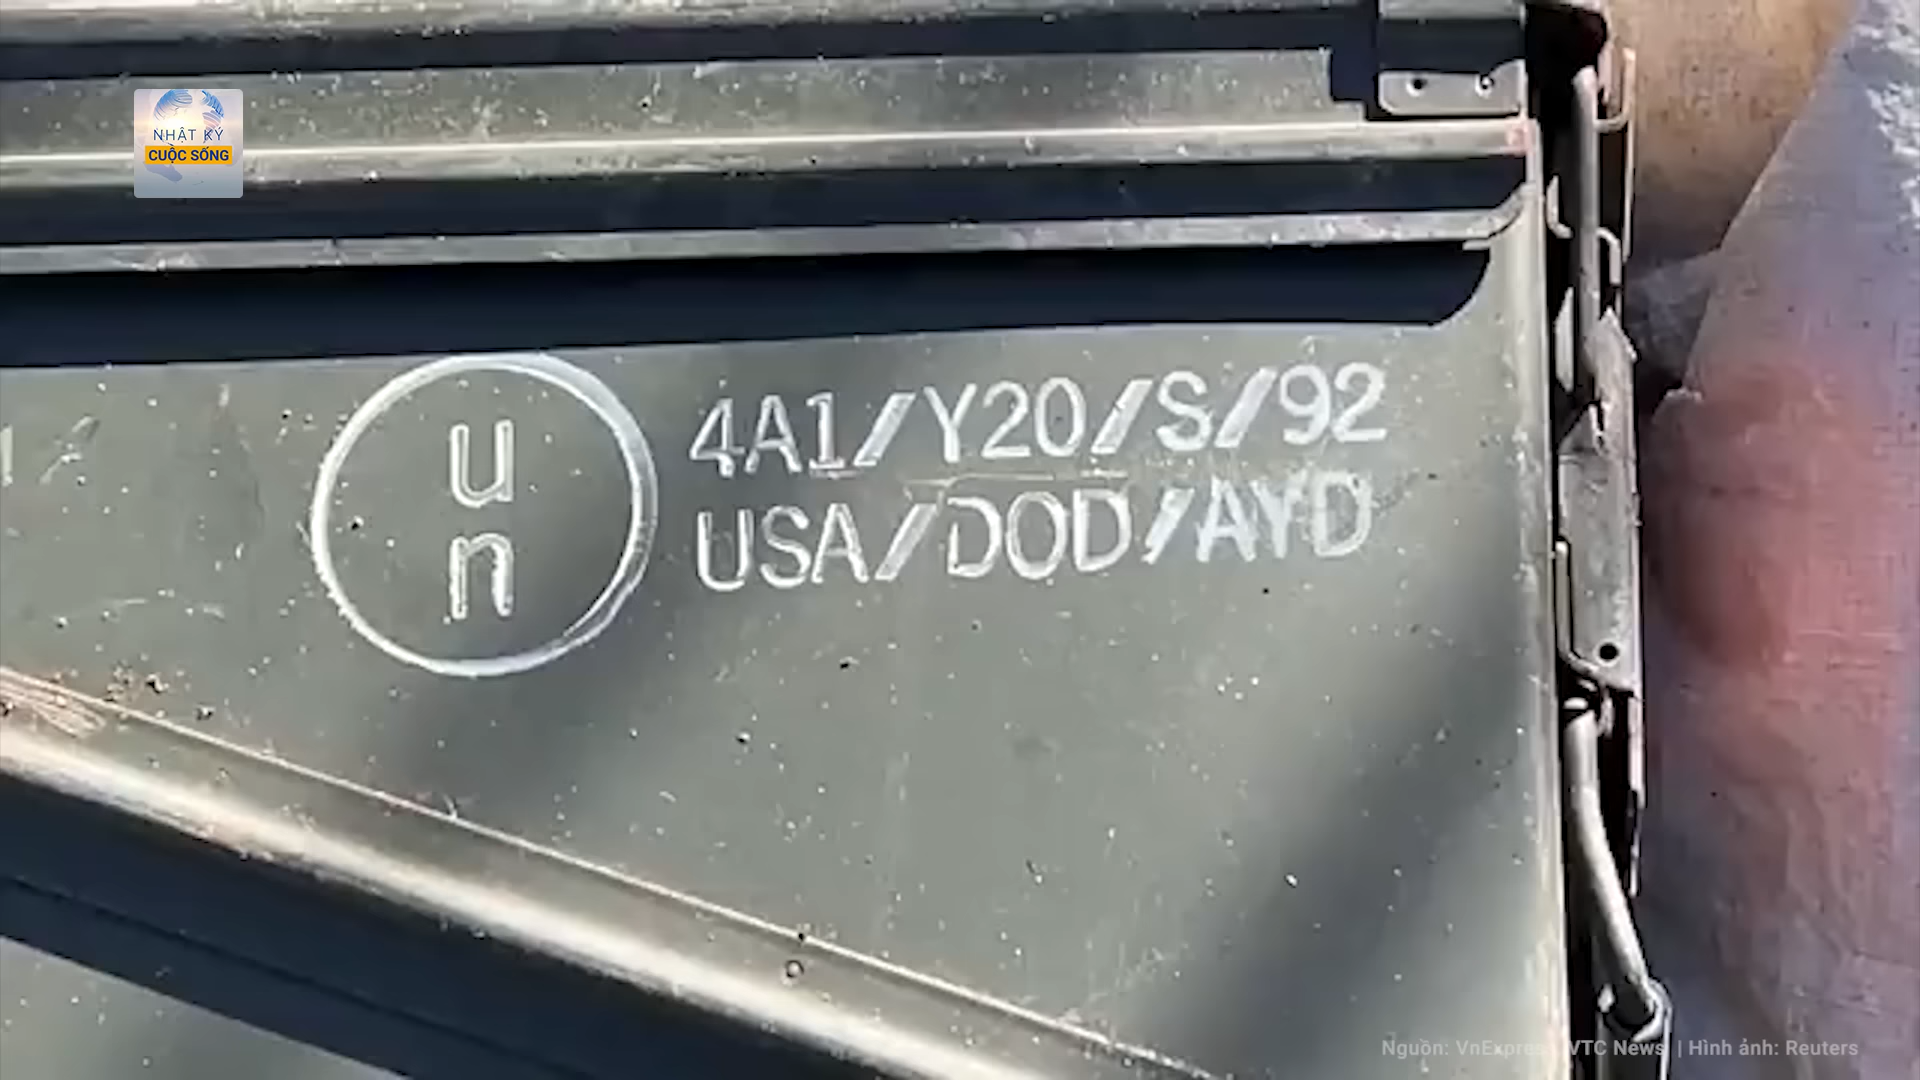 NHẬT KÝ
CUỘC SỐNG
u
n
4A1/Y20/S/92
USA/DOD/AYD
Nguồn: VnExpress VTC News | Hình ảnh: Reuters